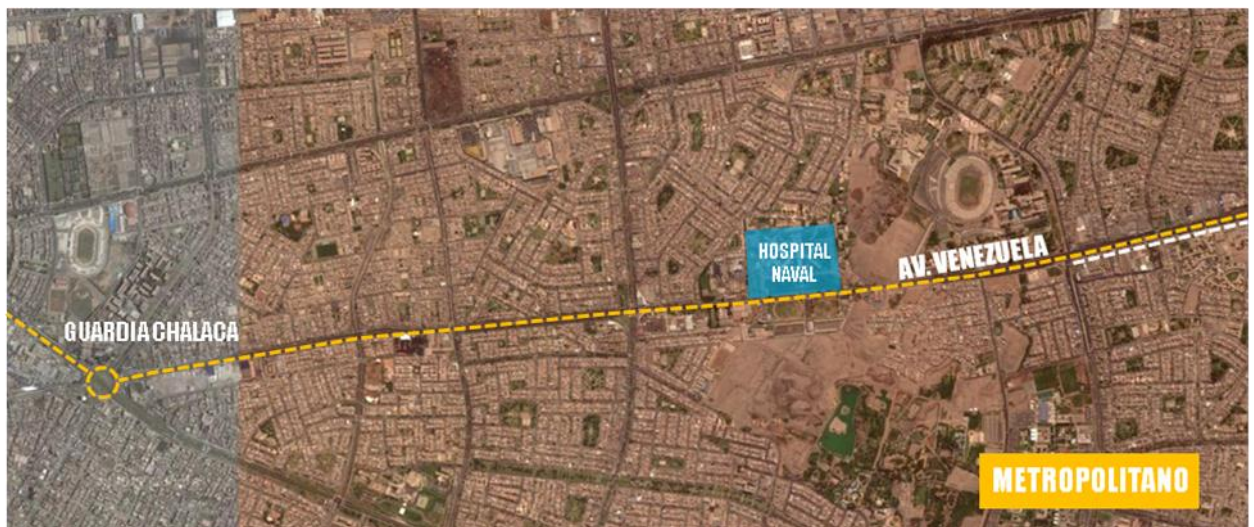 HOSPITAL
NAVAL
AV. VENEZUELA
GUARDIA CHALACA
METROPOLITANO